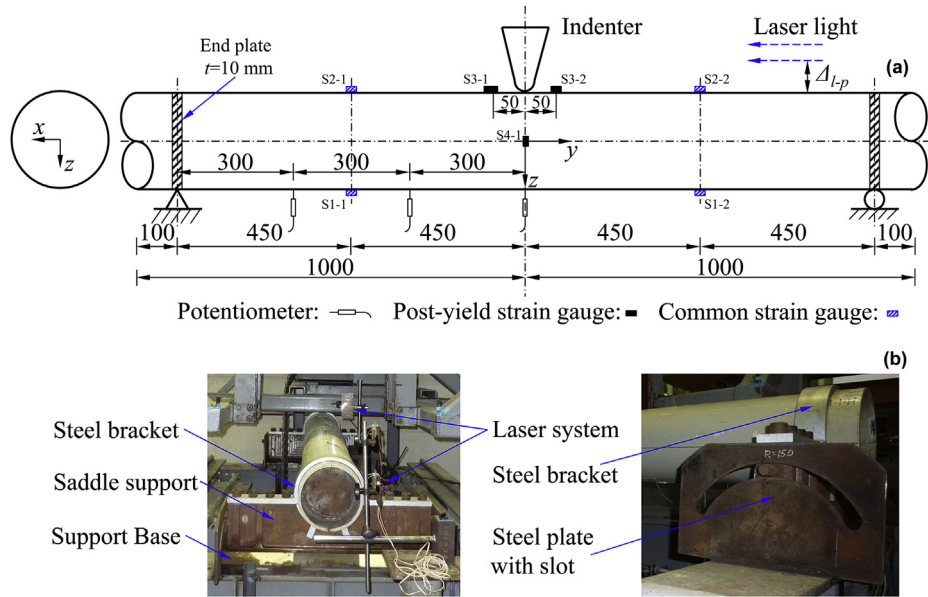 Indenter
Laser light
End plate
t=10 mm
S2-1
S3-1
S3-2
S2-2
Δl-p
(a)
50
50
x
z
S4-1
y
300
300
300
z
S1-1
S1-2
100
450
450
450
450
100
1000
1000
Potentiometer:
Post-yield strain gauge:
Common strain gauge:
(b)
Steel bracket
Saddle support
Support Base
Laser system
R=150
Steel bracket
Steel plate
with slot